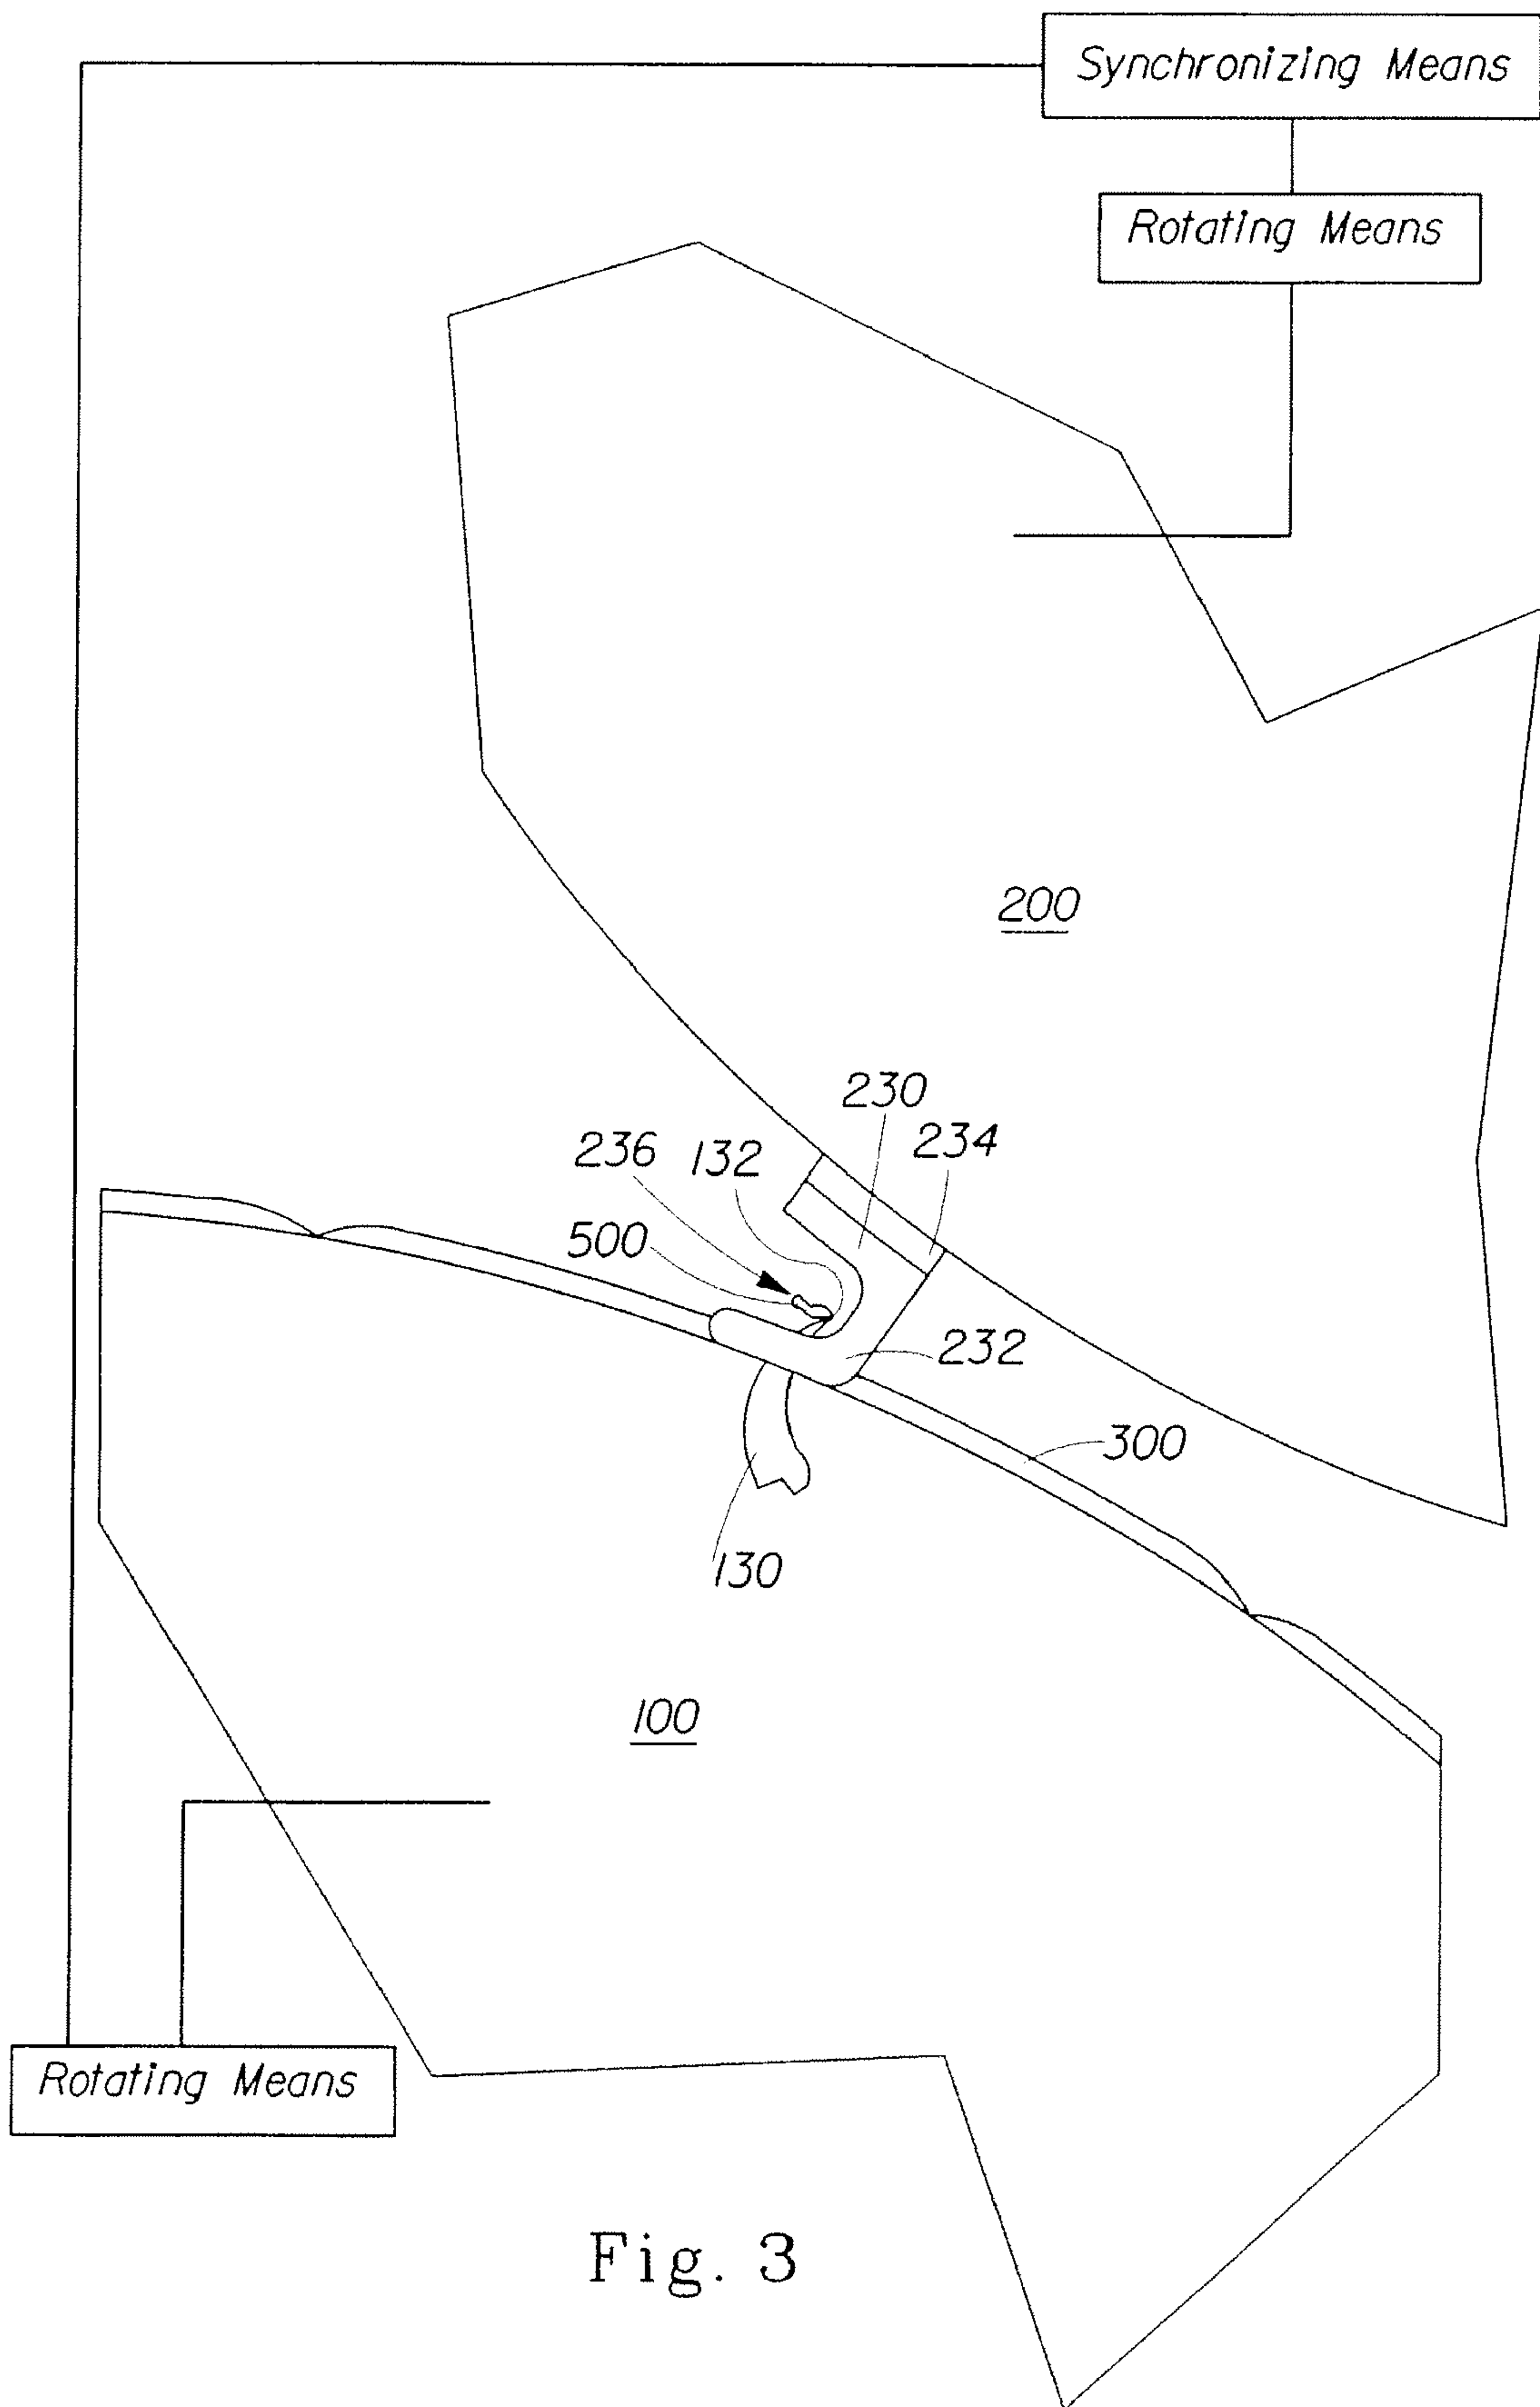 Synchronizing Means
Rotating Means
200
230
234
236
132
500
232
300
130
100
Rotating Means
Fig. 3